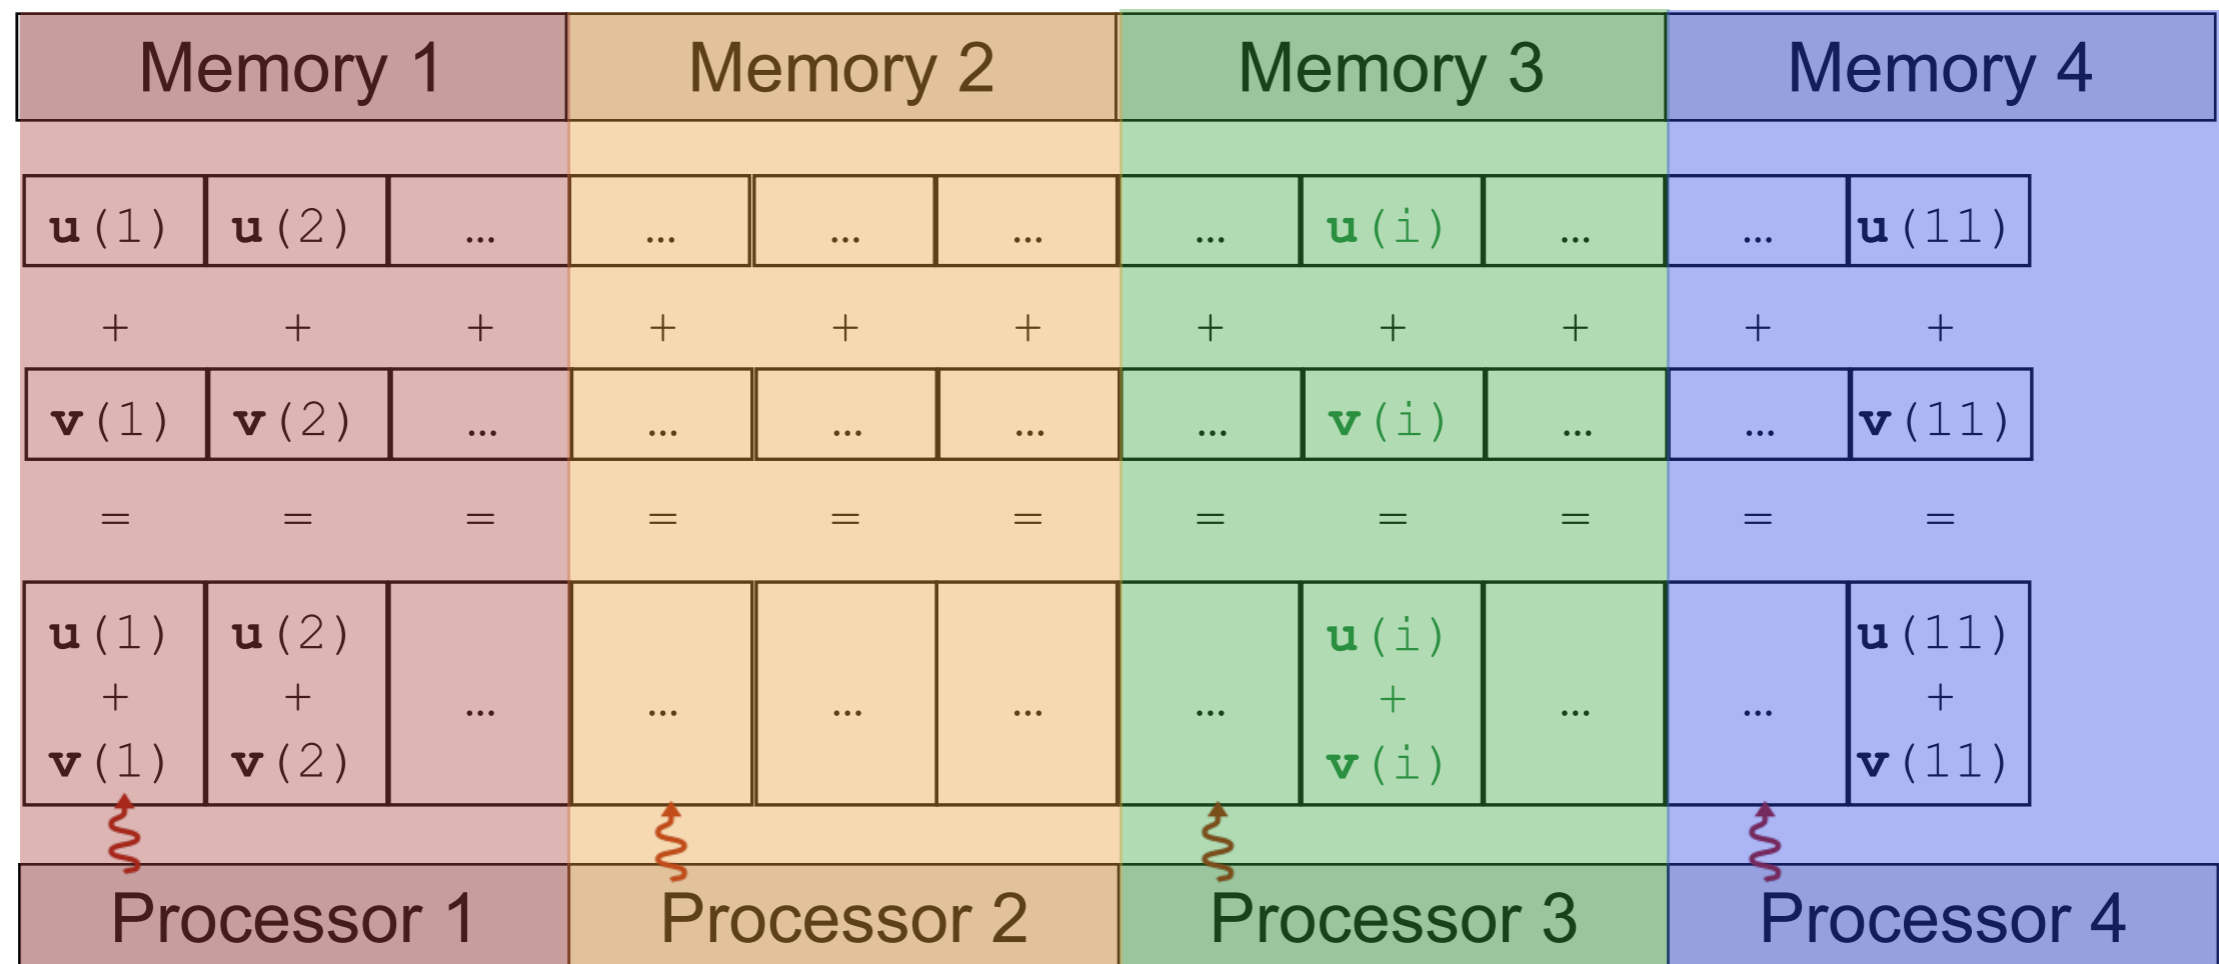 Memory 1 Memory 2 Memory 3 Memory 4
u(1) u(2) … … … … … u(i) … … u(11)
+ + + + + + + + + + +
v(1) v(2) … … … … … v(i) … … v(11)
= = = = = = = = = = =
u(1) u(2) u(i) u(11)
+ + … … … … … + … … +
v(1) v(2) v(i) v(11)
Processor 1 Processor 2 Processor 3 Processor 4